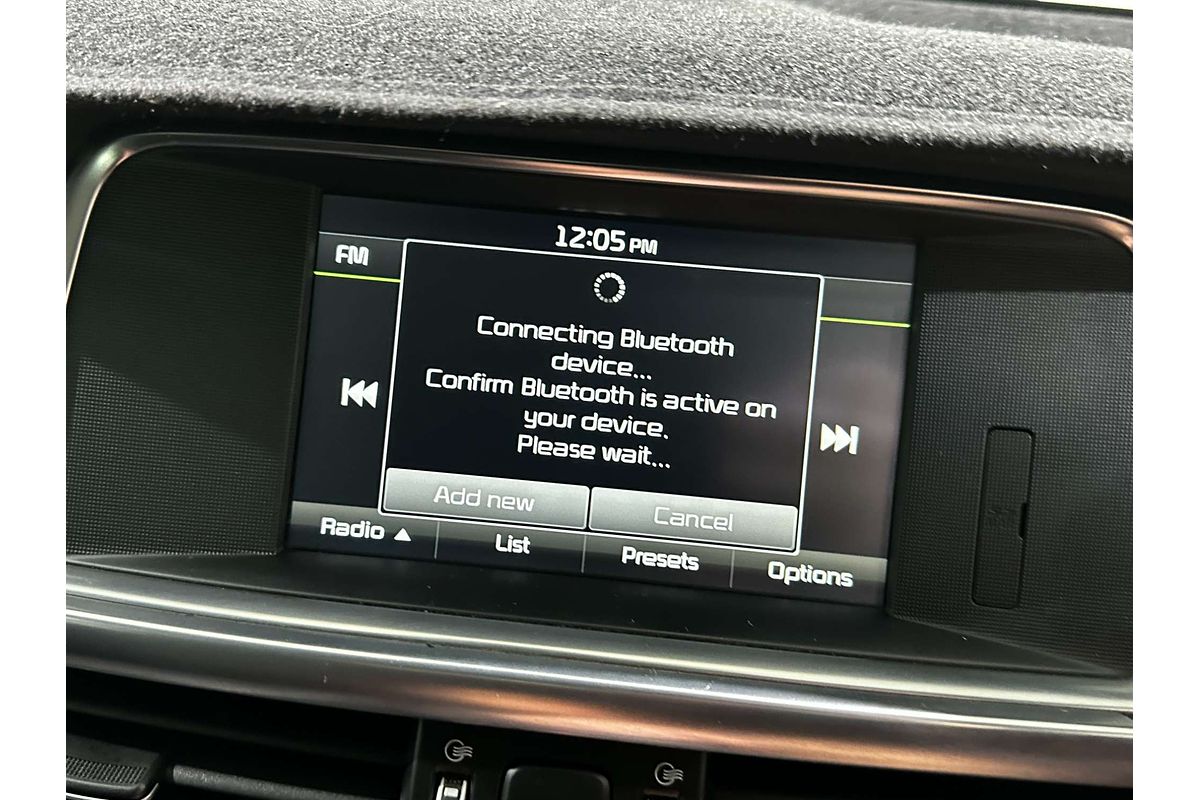 12:05 PM
FM
Connecting Bluetooth
device...
Confirm Bluetooth is active on
your device.
Please wait...
Add new
Cancel
Radio
List
Presets
Options